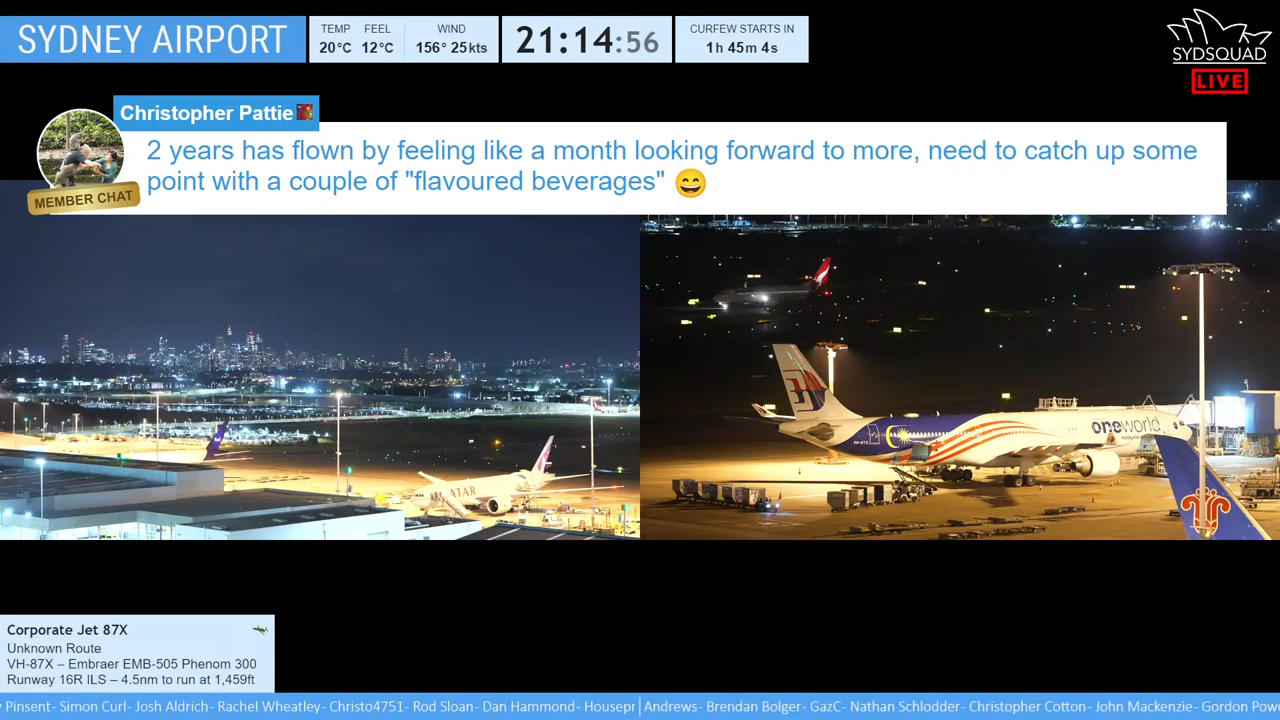 SYDNEY AIRPORT
TEMP FEEL WIND
20°C 12°C 156° 25kts
21:14:56
CURFEW STARTS IN
1h 45m 4s
SYDSQUAD
LIVE
Christopher Pattie
2 years has flown by feeling like a month looking forward to more, need to catch up some
point with a couple of "flavoured beverages" 😄
MEMBER CHAT
QATAR
oneworld
Corporate Jet 87X
Unknown Route
VH-87X – Embraer EMB-505 Phenom 300
Runway 16R ILS – 4.5nm to run at 1,459ft
y Pinsent- Simon Curl- Josh Aldrich- Rachel Wheatley- Christo4751- Rod Sloan- Dan Hammond- Housepr Andrews- Brendan Bolger- GazC- Nathan Schlodder- Christopher Cotton- John Mackenzie- Gordon Powe